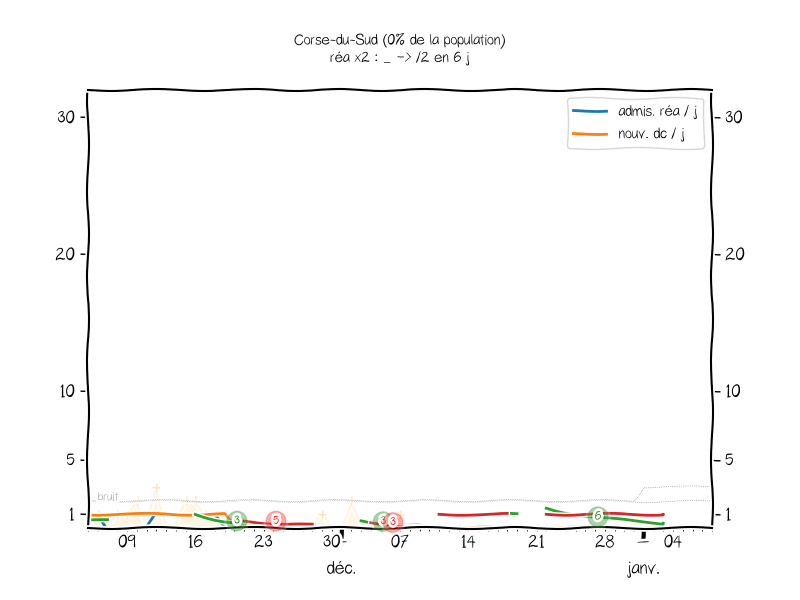 Corse-du-Sud (0% de la population)
réa x2 : _ -> /2 en 6 j
admis. réa / j
nouv. dc / j
30 30
20 20
10 10
5 5
bruit
1 1
3 5 3 3 6
09 16 23 30 07 14 21 28 04
déc. janv.